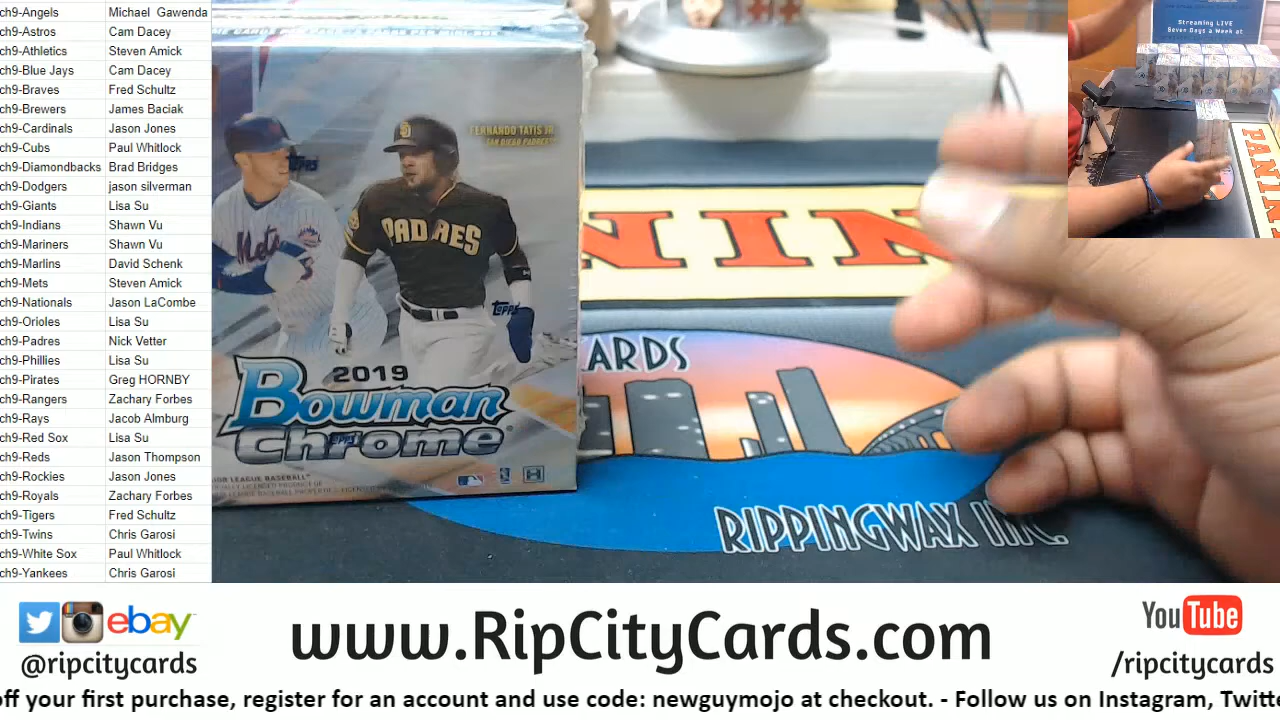 ch9-Angels Michael Gawenda
ch9-Astros Cam Dacey
ch9-Athletics Steven Amick
ch9-Blue Jays Cam Dacey
ch9-Braves Fred Schultz
ch9-Brewers James Baciak
ch9-Cardinals Jason Jones
ch9-Cubs Paul Whitlock
ch9-Diamondbacks Brad Bridges
ch9-Dodgers jason silverman
ch9-Giants Lisa Su
ch9-Indians Shawn Vu
ch9-Mariners Shawn Vu
ch9-Marlins David Schenk
ch9-Mets Steven Amick
ch9-Nationals Jason LaCombe
ch9-Orioles Lisa Su
ch9-Padres Nick Vetter
ch9-Phillies Lisa Su
ch9-Pirates Greg HORNBY
ch9-Rangers Zachary Forbes
ch9-Rays Jacob Almburg
ch9-Red Sox Lisa Su
ch9-Reds Jason Thompson
ch9-Rockies Jason Jones
ch9-Royals Zachary Forbes
ch9-Tigers Fred Schultz
ch9-Twins Chris Garosi
ch9-White Sox Paul Whitlock
ch9-Yankees Chris Garosi
FERNANDO TATIS JR.
SAN DIEGO PADRES
Topps
Mets
PADRES
Topps
2019
Bowman
Topps
Chrome
LEAGUE BASEBALL
NIN
CARDS
RIPPINGWAX INC.
Streaming LIVE
Seven Days a Week at
PANINI
ebay
@ripcitycards
www.RipCityCards.com
YouTube
/ripcitycards
off your first purchase, register for an account and use code: newguymojo at checkout. - Follow us on Instagram, Twitte